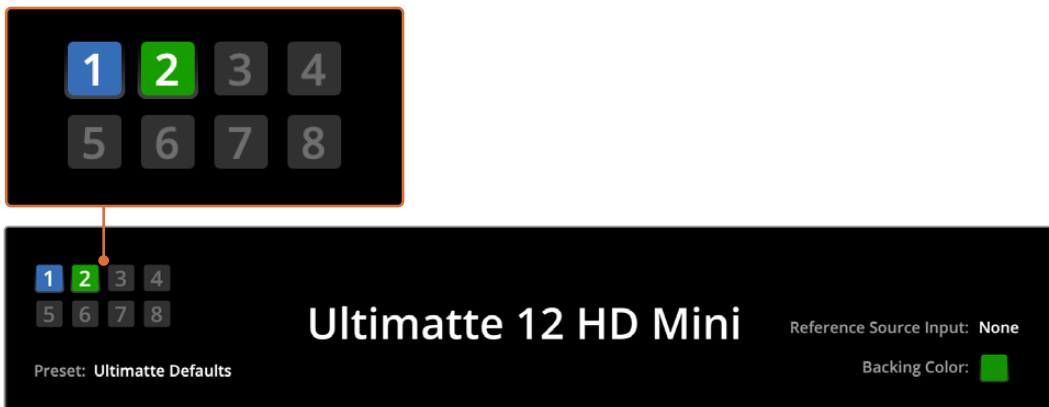 1 2 3 4
5 6 7 8
1 2 3 4
5 6 7 8
Ultimatte 12 HD Mini
Reference Source Input: None
Preset: Ultimatte Defaults
Backing Color: